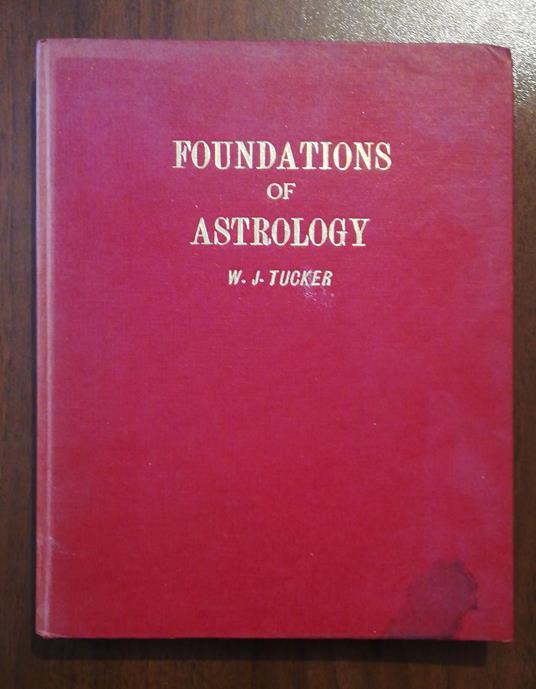 FOUNDATIONS
OF
ASTROLOGY
W. J. TUCKER